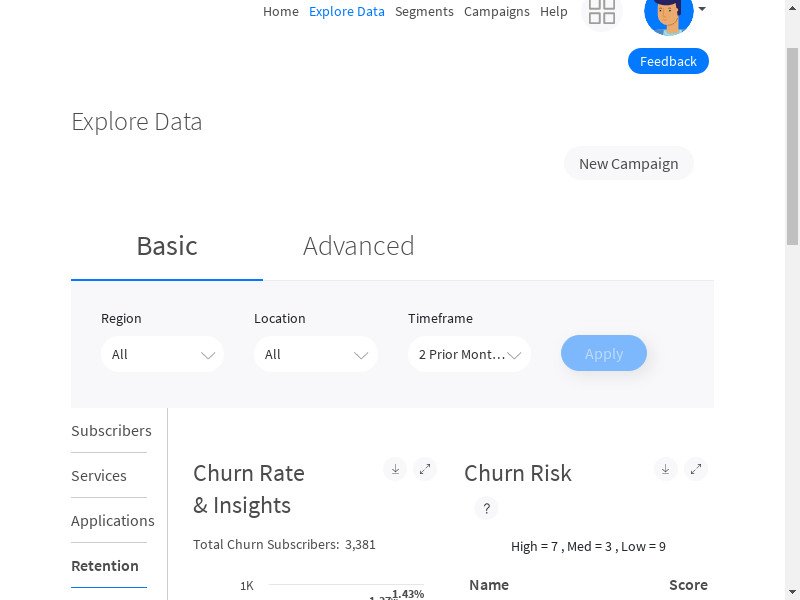 Home Explore Data Segments Campaigns Help
Feedback
Explore Data
New Campaign
Basic Advanced
Region Location Timeframe
All All 2 Prior Mont... Apply
Subscribers
Services
Applications
Retention
Churn Rate
& Insights
Total Churn Subscribers: 3,381
1K
1.43%
Churn Risk
?
High = 7 , Med = 3 , Low = 9
Name Score